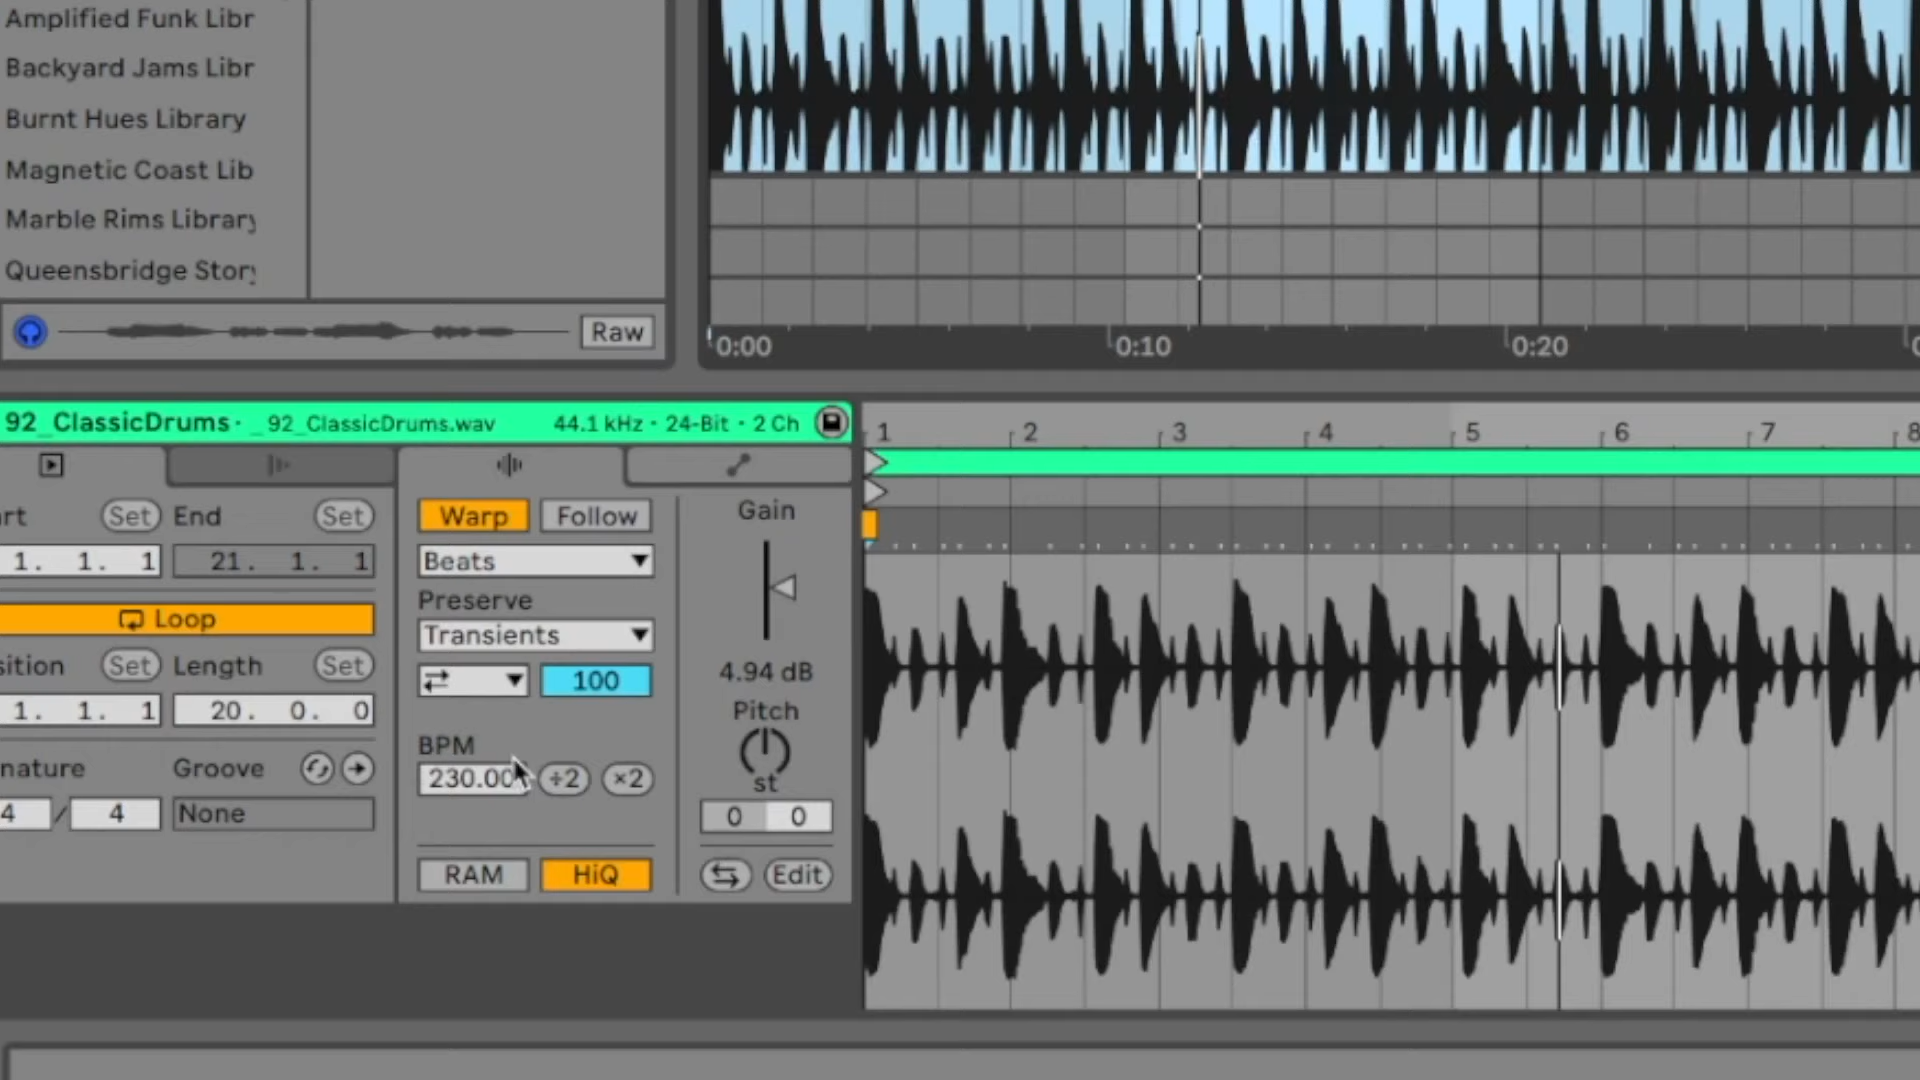 Amplified Funk Libr
Backyard Jams Libr
Burnt Hues Library
Magnetic Coast Lib
Marble Rims Library
Queensbridge Story
Raw
0:00 0:10 0:20
92_ClassicDrums· _92_ClassicDrums.wav 44.1 kHz · 24-Bit · 2 Ch
1 2 3 4 5 6 7 8
rt Set End Set
1. 1. 1 21. 1. 1
Loop
sition Set Length Set
1. 1. 1 20. 0. 0
nature Groove
4 / 4 None
Warp Follow
Beats
Preserve
Transients
100
BPM
230.00 ÷2 ×2
RAM HiQ
Gain
4.94 dB
Pitch
st
0 0
Edit